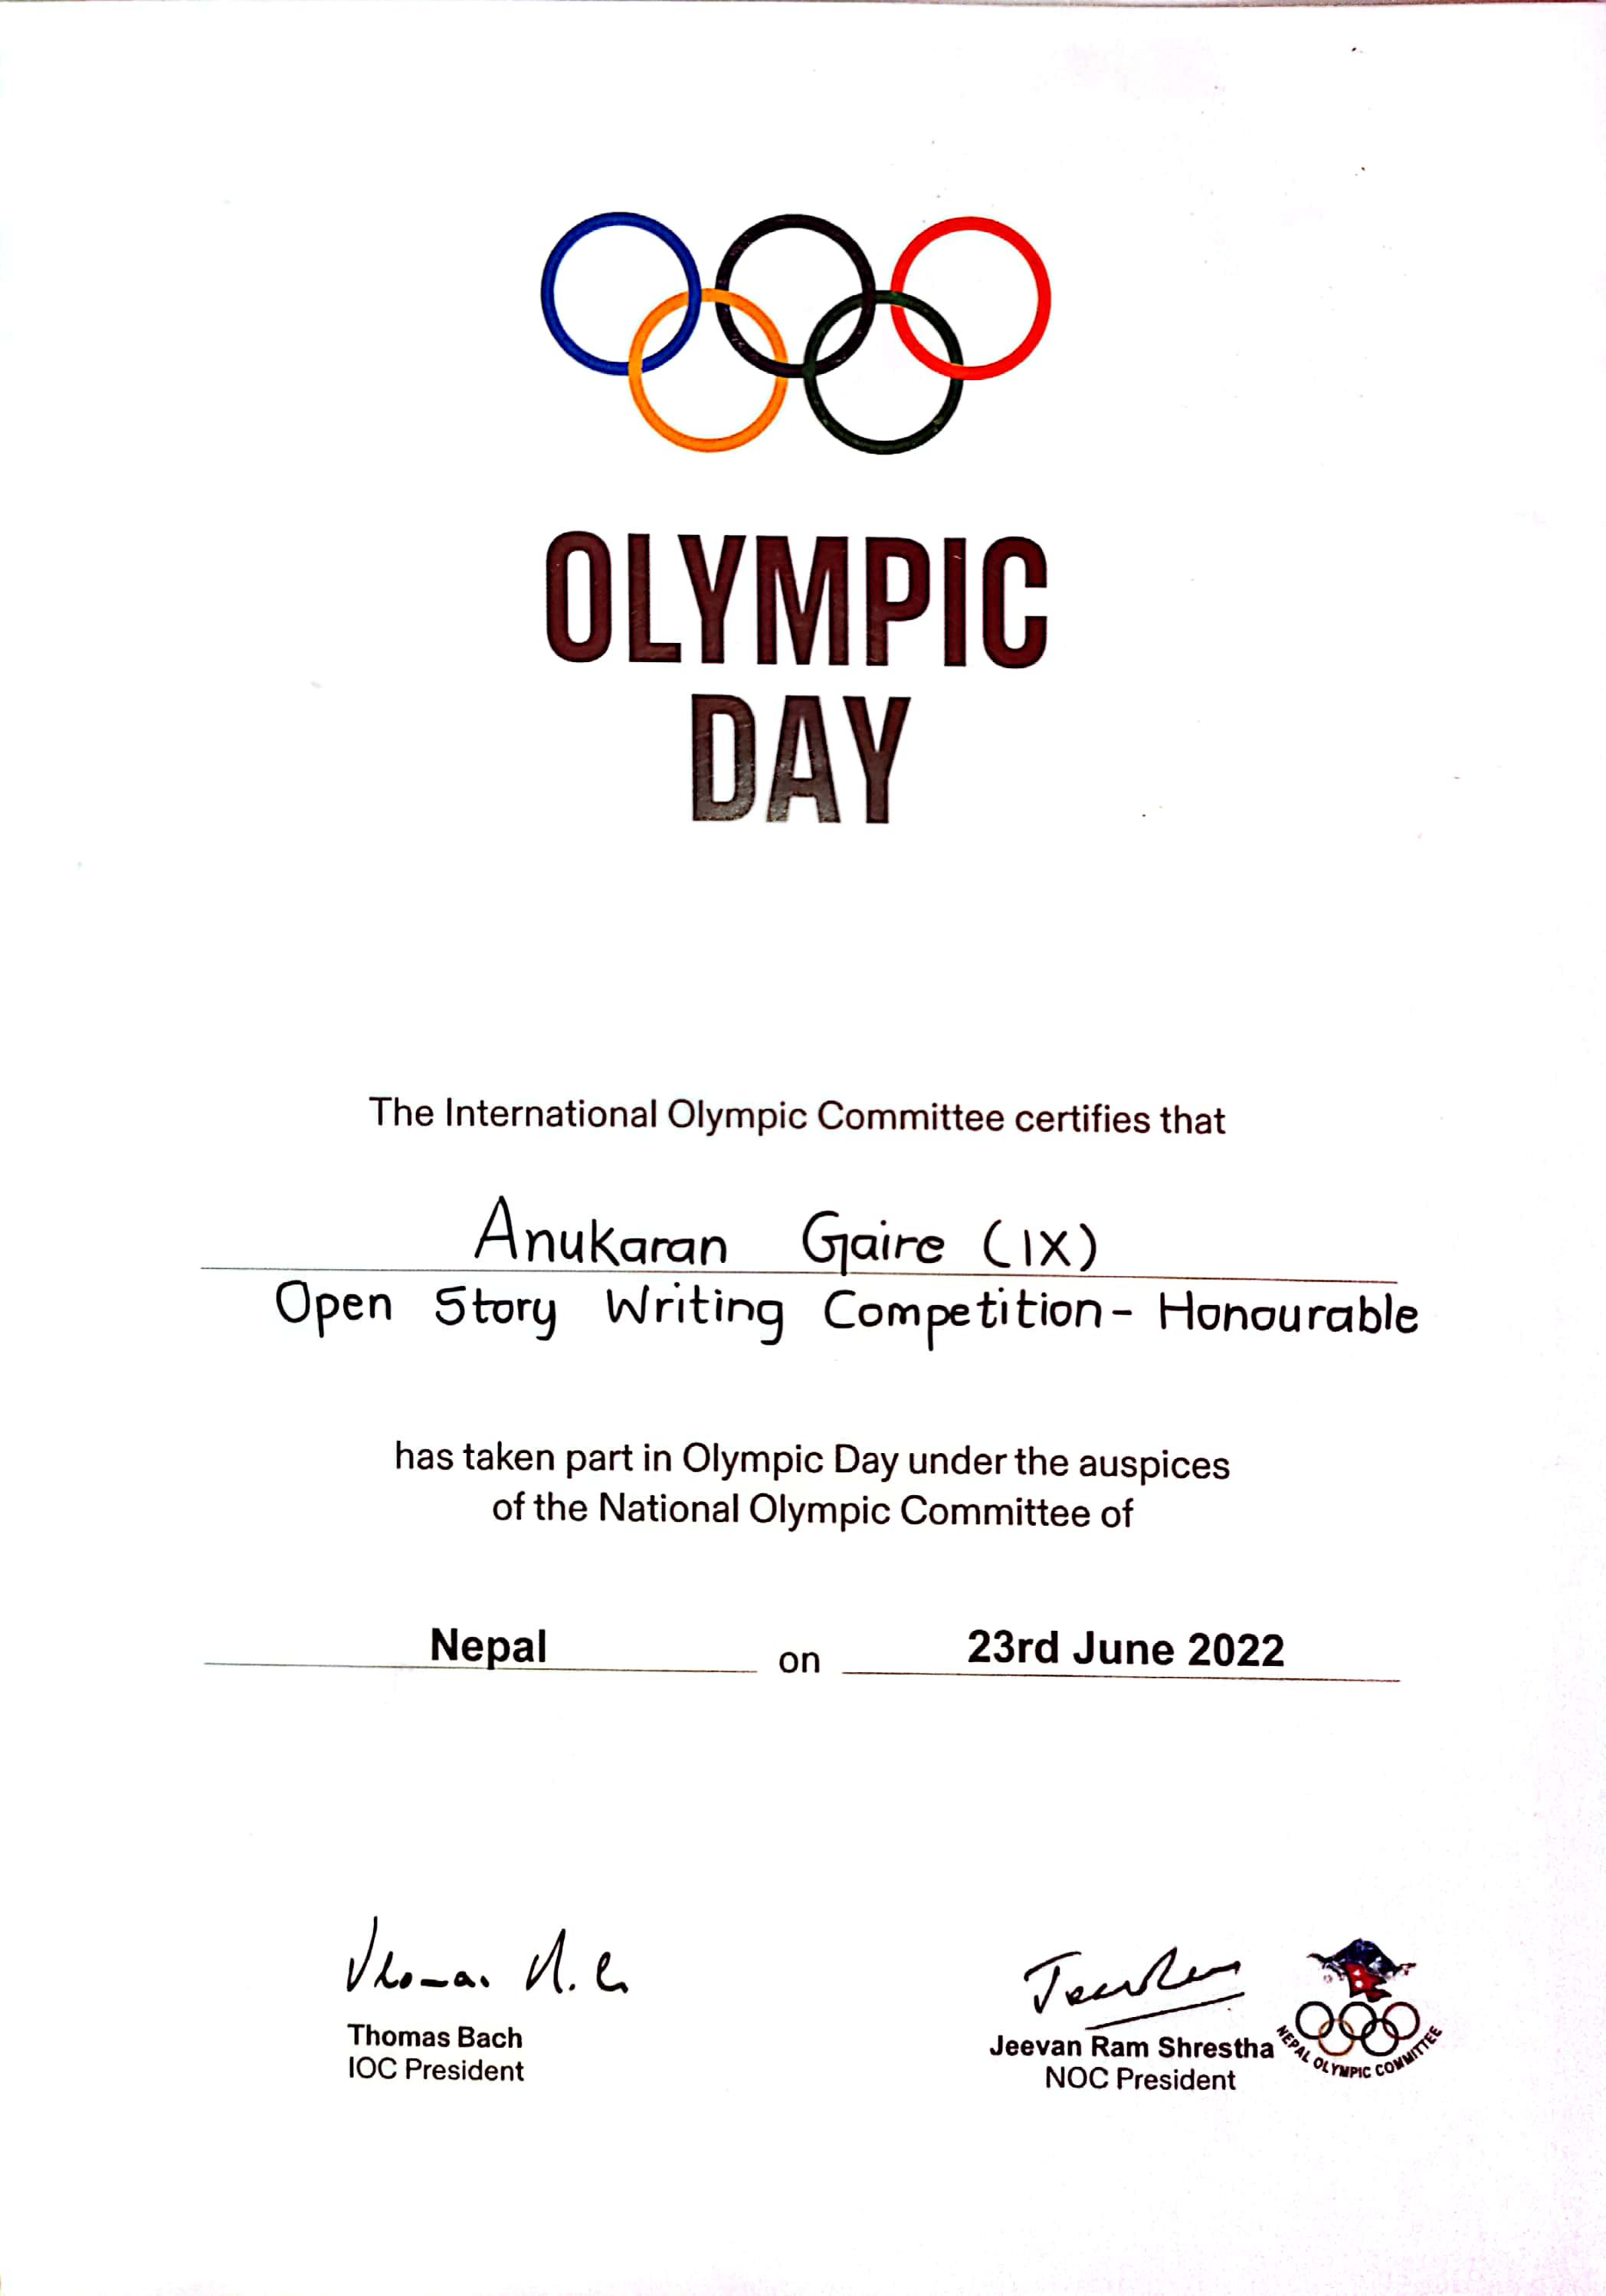 OLYMPIC
DAY
The International Olympic Committee certifies that
Anukaran Gaire (IX)
Open Story Writing Competition - Honourable
has taken part in Olympic Day under the auspices
of the National Olympic Committee of
Nepal on 23rd June 2022
Thomas Bach
IOC President
Jeevan Ram Shrestha
NOC President
NEPAL OLYMPIC COMMITTEE